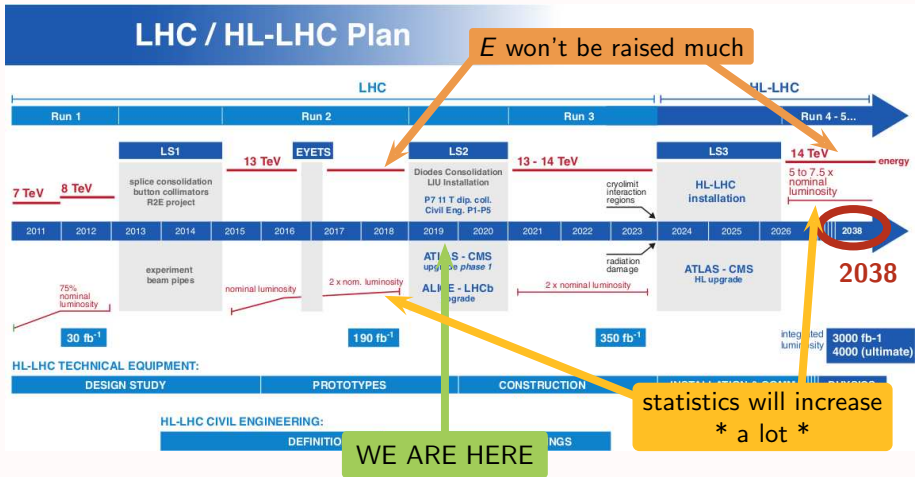 LHC / HL-LHC Plan
E won't be raised much
LHC
HL-LHC
Run 1
Run 2
Run 3
Run 4 - 5...
LS1
EYETS
LS2
LS3
14 TeV
energy
13 TeV
13 - 14 TeV
7 TeV
8 TeV
splice consolidation
button collimators
R2E project
Diodes Consolidation
LIU Installation
P7 11 T dip. coll.
Civil Eng. P1-P5
cryolimit
interaction
regions
HL-LHC
installation
5 to 7.5 x
nominal
luminosity
2011
2012
2013
2014
2015
2016
2017
2018
2019
2020
2021
2022
2023
2024
2020
2026
2038
2038
75%
nominal
luminosity
experiment
beam pipes
nominal luminosity
2 x nom. luminosity
ATLAS - CMS
upgrade phase 1
ALICE - LHCb
upgrade
2 x nominal luminosity
radiation
damage
ATLAS - CMS
HL upgrade
30 fb-1
190 fb-1
350 fb-1
integrated
luminosity
3000 fb-1
4000 (ultimate)
HL-LHC TECHNICAL EQUIPMENT:
DESIGN STUDY
PROTOTYPES
CONSTRUCTION
HL-LHC CIVIL ENGINEERING:
statistics will increase
* a lot *
WE ARE HERE